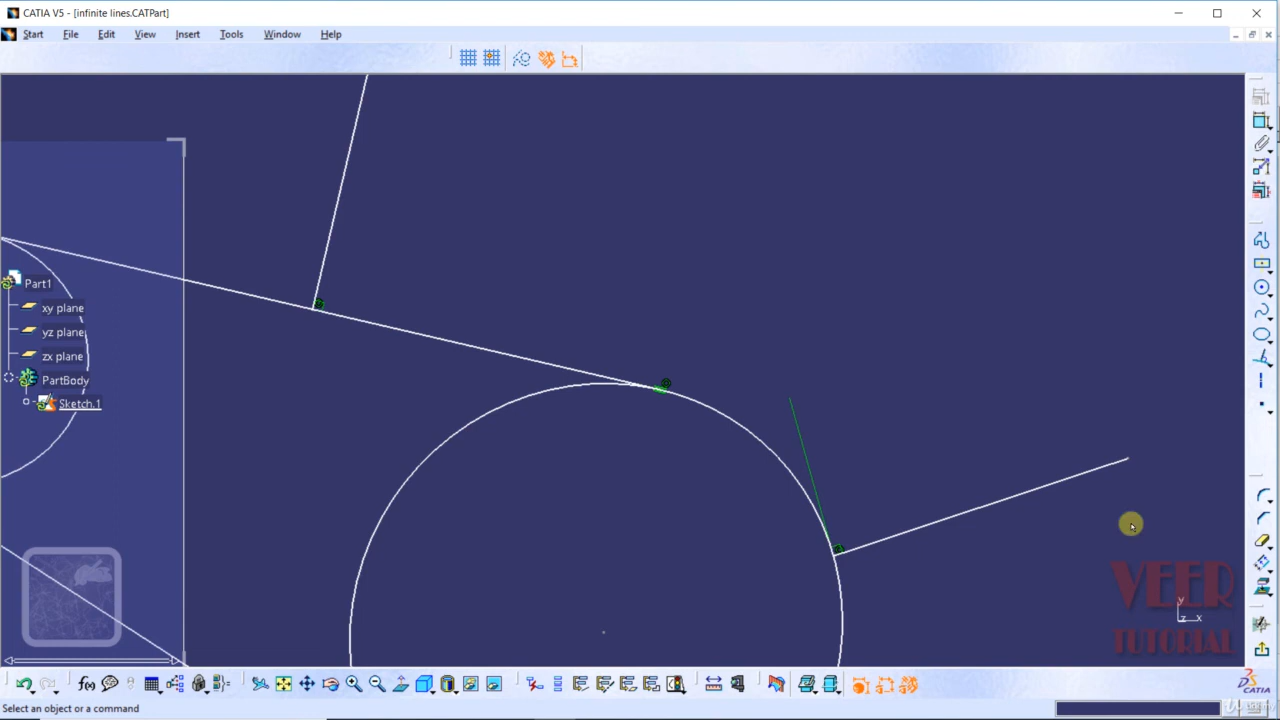 CATIA V5 - [infinite lines.CATPart]
Start File Edit View Insert Tools Window Help
Part1
xy plane
yz plane
zx plane
PartBody
Sketch.1
y
z x
VEER
TUTORIAL
f(x)
CATIA
Select an object or a command